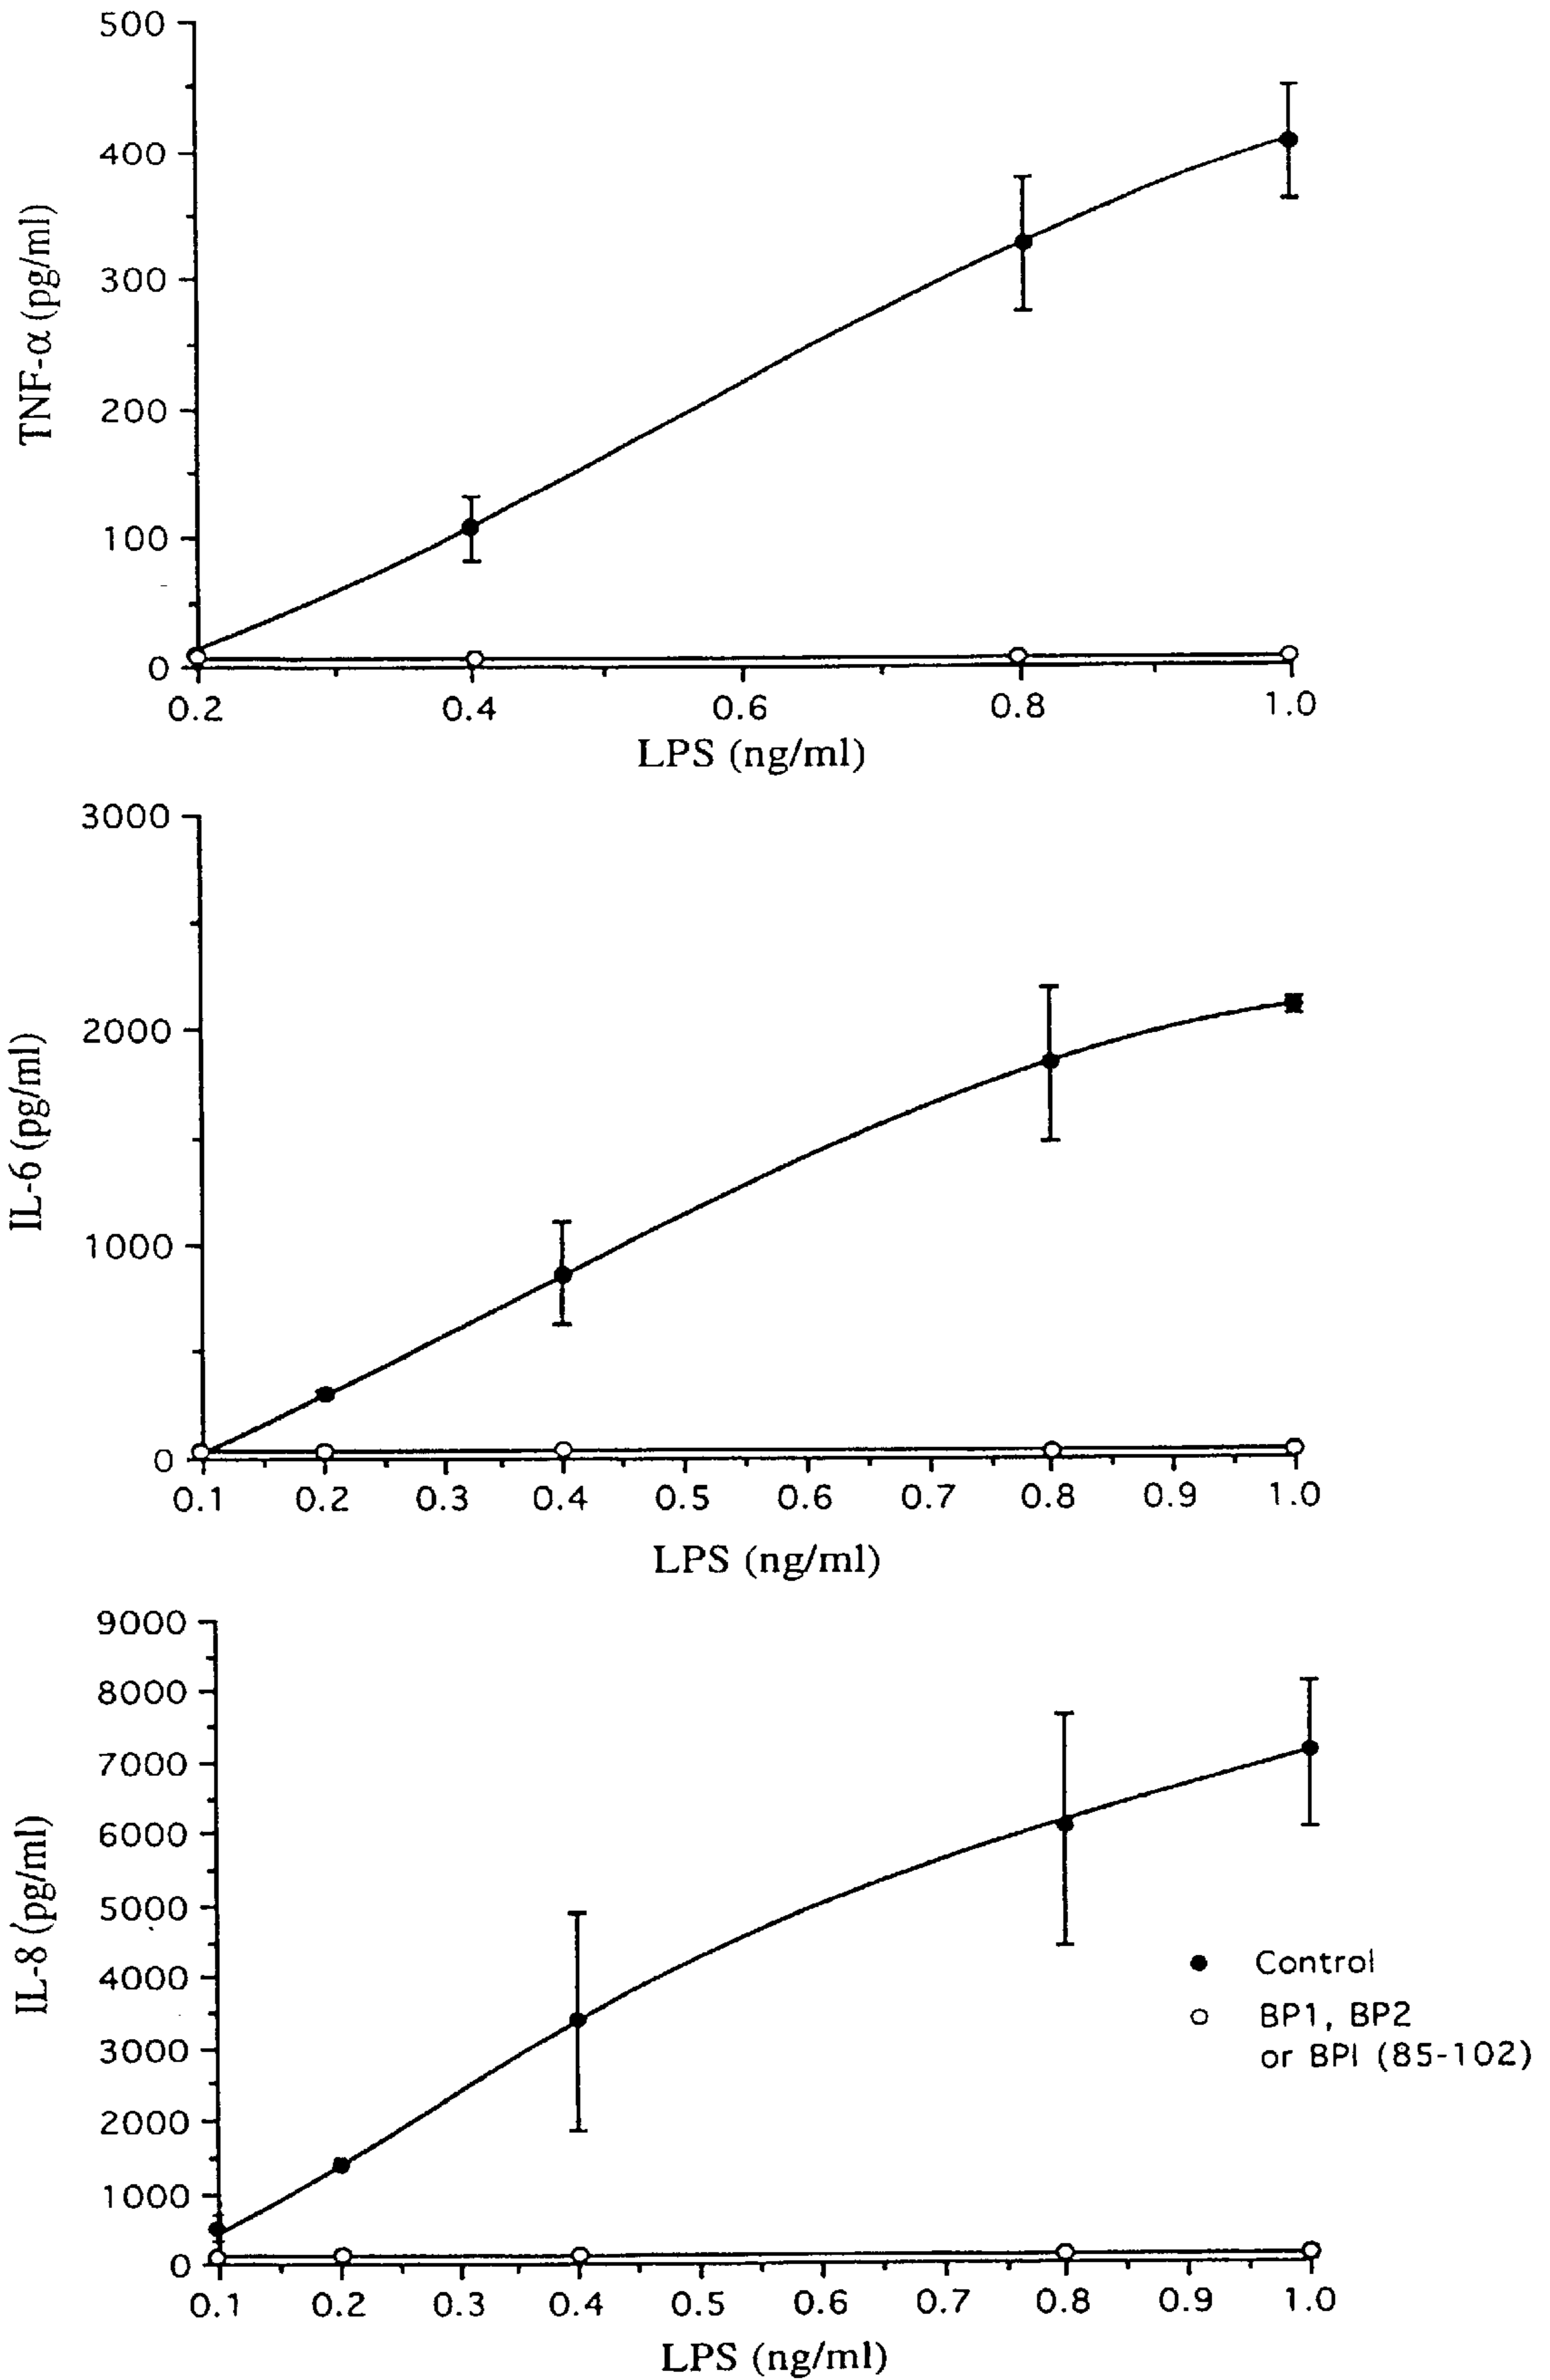 500
400
300
200
100
0
TNF-α (pg/ml)
0.2 0.4 0.6 0.8 1.0
LPS (ng/ml)
3000
2000
1000
0
IL-6 (pg/ml)
0.1 0.2 0.3 0.4 0.5 0.6 0.7 0.8 0.9 1.0
LPS (ng/ml)
9000
8000
7000
6000
5000
4000
3000
2000
1000
0
IL-8 (pg/ml)
Control
BP1, BP2
or BPI (85-102)
0.1 0.2 0.3 0.4 0.5 0.6 0.7 0.8 0.9 1.0
LPS (ng/ml)